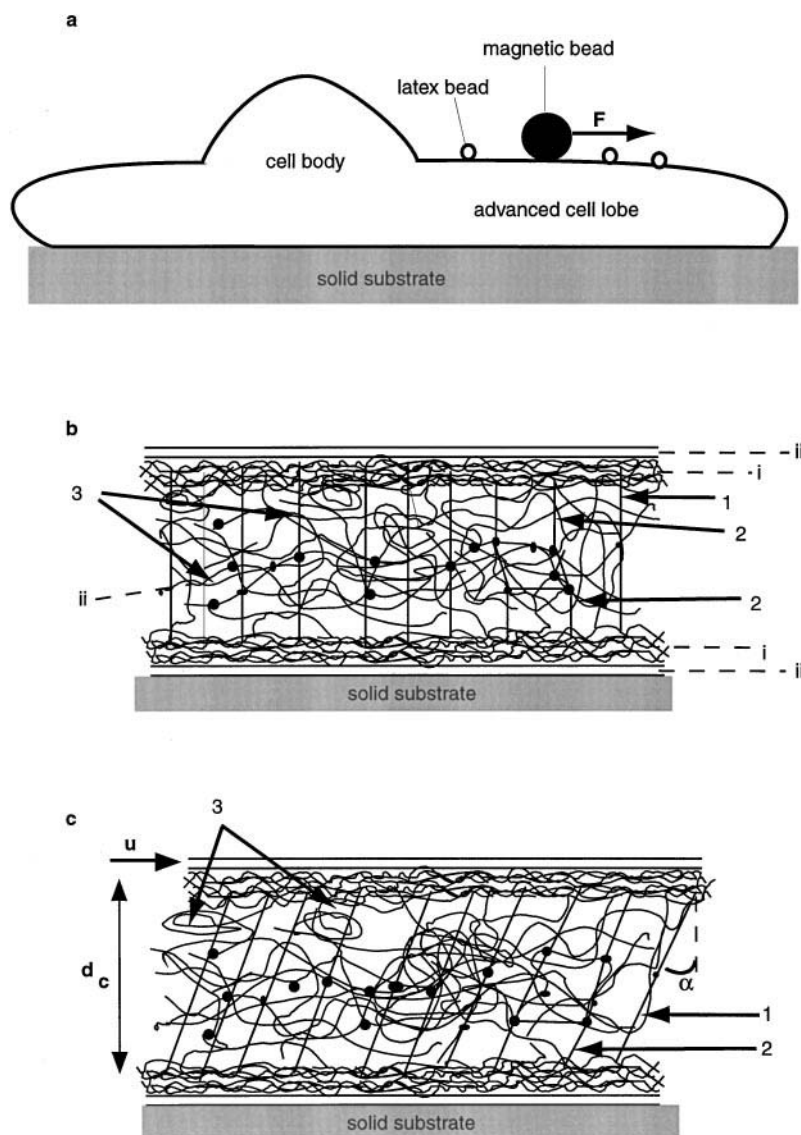 a
magnetic bead
latex bead
F
cell body
advanced cell lobe
solid substrate
b
ii
i
3
1
2
ii
2
i
ii
solid substrate
c
3
u
d c
α
1
2
solid substrate